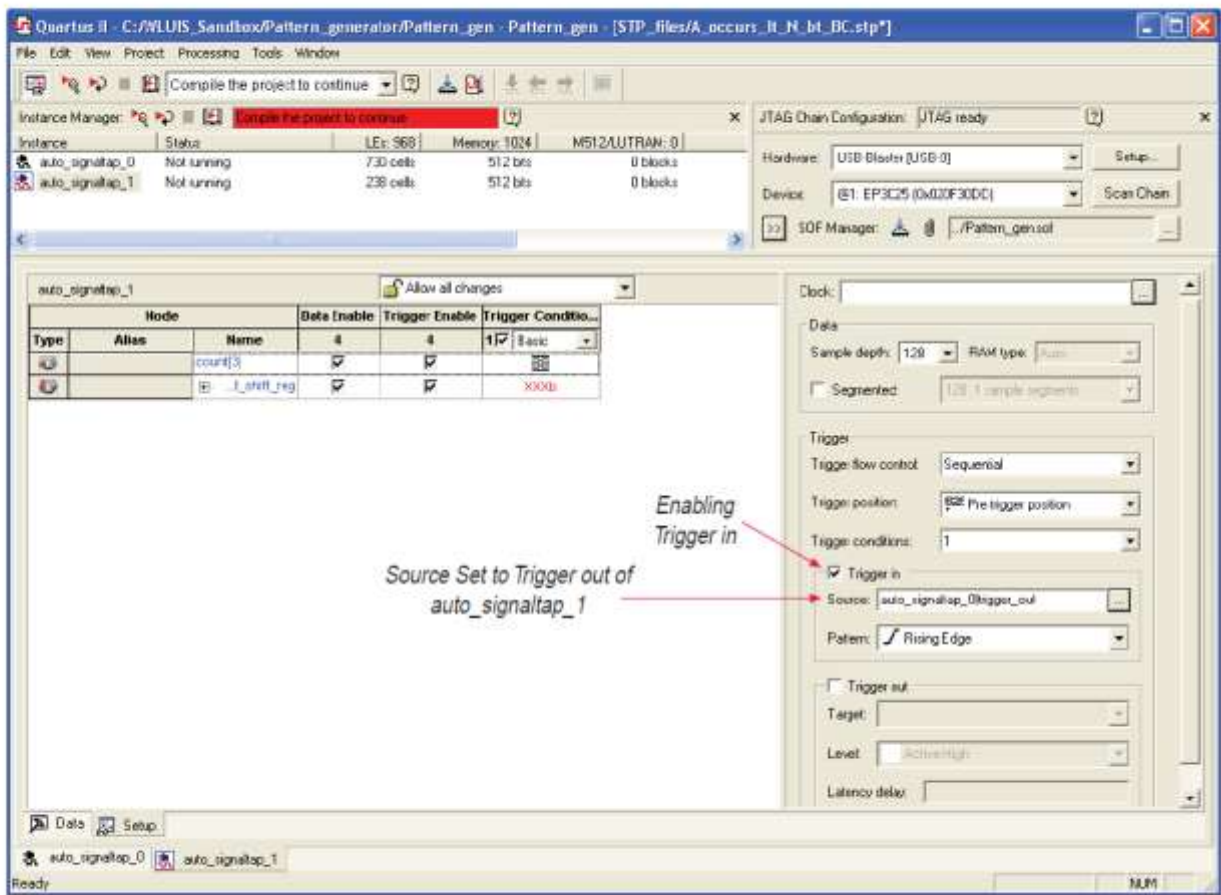 Quartus II - C:/WLUIS_Sandbox/Pattern_generator/Pattern_gen - Pattern_gen - [STP_files/A_occurs_lt_N_bt_BC.stp*]
File Edit View Project Processing Tools Window
Compile the project to continue
Instance Manager: Compile the project to continue
JTAG Chain Configuration: JTAG ready
Instance Status LEs: 968 Memory: 1024 M512/LUTRAM: 0
auto_signaltap_0 Not running 730 cells 512 bits 0 blocks
auto_signaltap_1 Not running 238 cells 512 bits 0 blocks
Hardware: USB-Blaster [USB-0] Setup...
Device: @1: EP3C25 (0x020F30DD) Scan Chain
>> SOF Manager: ../Pattern_gen.sof ...
auto_signaltap_1 Allow all changes
Node Data Enable Trigger Enable Trigger Conditio...
Type Alias Name 4 4 1 Basic
count[3]
...t_shift_reg XXXb
Clock: ...
Data
Sample depth: 128 RAM type: Auto
Segmented 128 1 sample segments
Trigger
Trigger flow control: Sequential
Trigger position: Pre trigger position
Trigger conditions: 1
Trigger in
Source: auto_signaltap_0|trigger_out ...
Pattern: Rising Edge
Trigger out
Target:
Level: Active High
Latency delay:
Enabling
Trigger in
Source Set to Trigger out of
auto_signaltap_1
Data Setup
auto_signaltap_0 auto_signaltap_1
Ready NUM